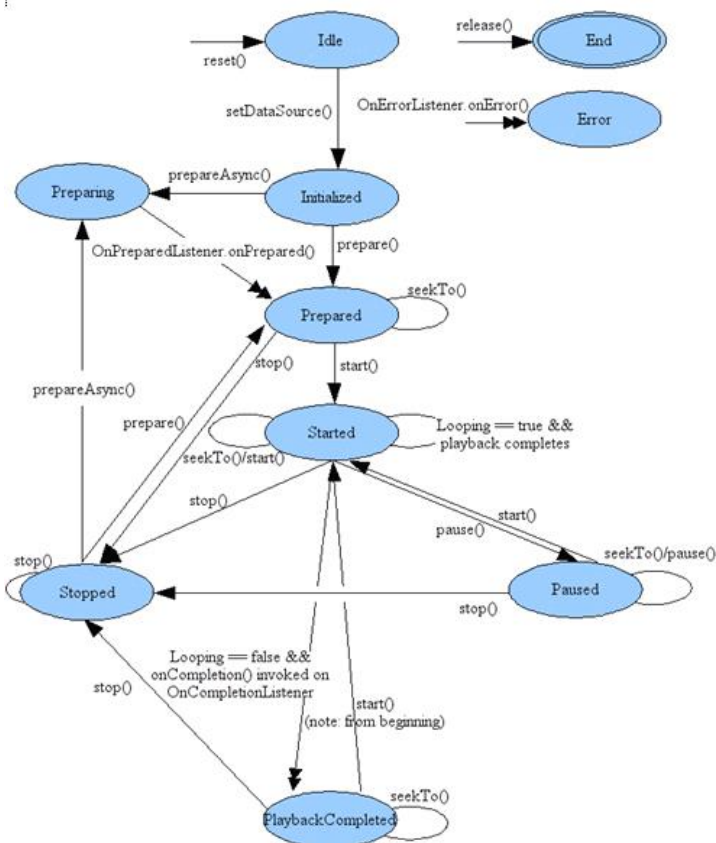 Idle
release()
End
reset()
OnErrorListener.onError()
setDataSource()
Error
prepareAsync()
Preparing
Initialized
OnPreparedListener.onPrepared()
prepare()
seekTo()
Prepared
stop()
start()
prepareAsync()
prepare()
Looping == true &&
playback completes
Started
seekTo()/start()
stop()
start()
pause()
seekTo()/pause()
stop()
Stopped
Paused
stop()
Looping == false &&
onCompletion() invoked on
OnCompletionListener
stop()
start()
(note: from beginning)
seekTo()
PlaybackCompleted